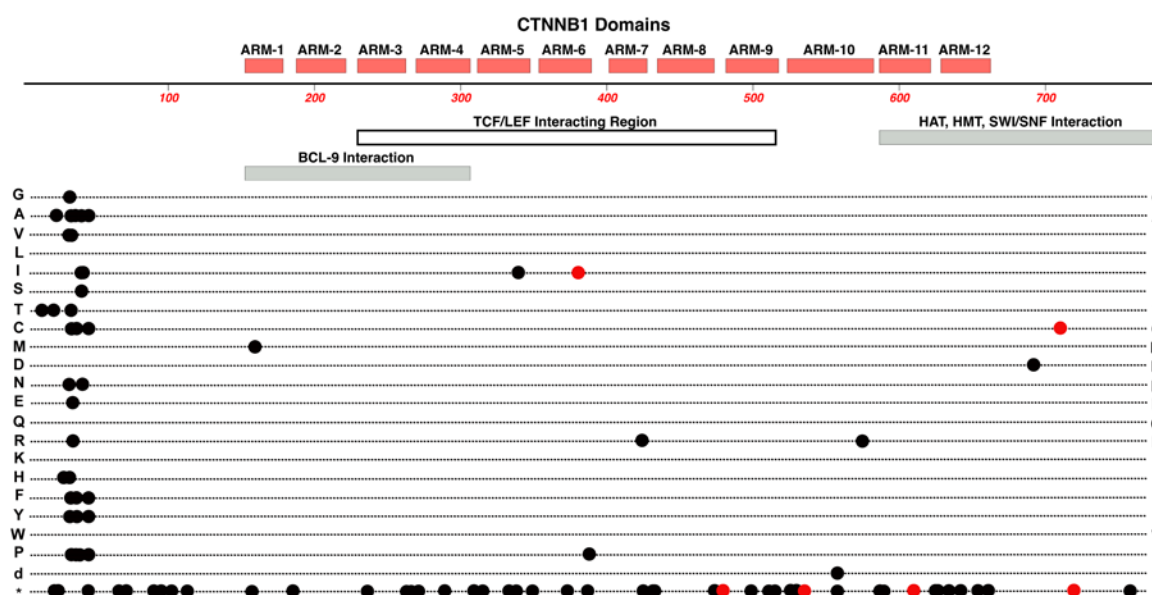 CTNNB1 Domains
ARM-1 ARM-2 ARM-3 ARM-4 ARM-5 ARM-6 ARM-7 ARM-8 ARM-9 ARM-10 ARM-11 ARM-12
100 200 300 400 500 600 700
TCF/LEF Interacting Region HAT, HMT, SWI/SNF Interaction
BCL-9 Interaction
G
A
V
L
I
S
T
C
M
D
N
E
Q
R
K
H
F
Y
W
P
d
*